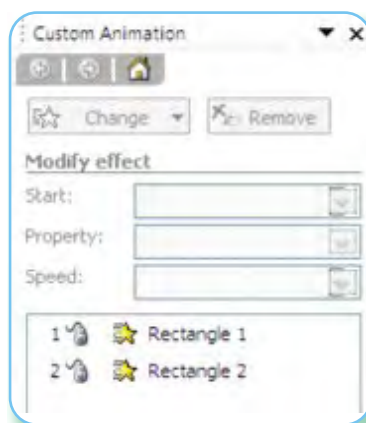 Custom Animation
Change Remove
Modify effect
Start:
Property:
Speed:
1 Rectangle 1
2 Rectangle 2